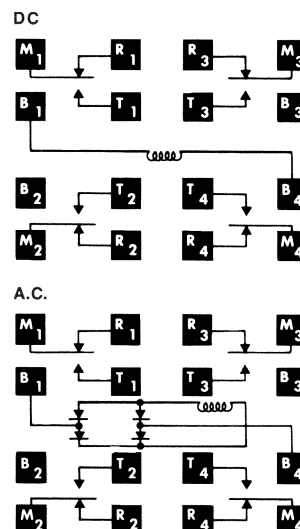 DC
M1 R1 R3 M3
B1 T1 T3 B3
B2 T2 T4 B4
M2 R2 R4 M4
A.C.
M1 R1 R3 M3
B1 T1 T3 B3
B2 T2 T4 B4
M2 R2 R4 M